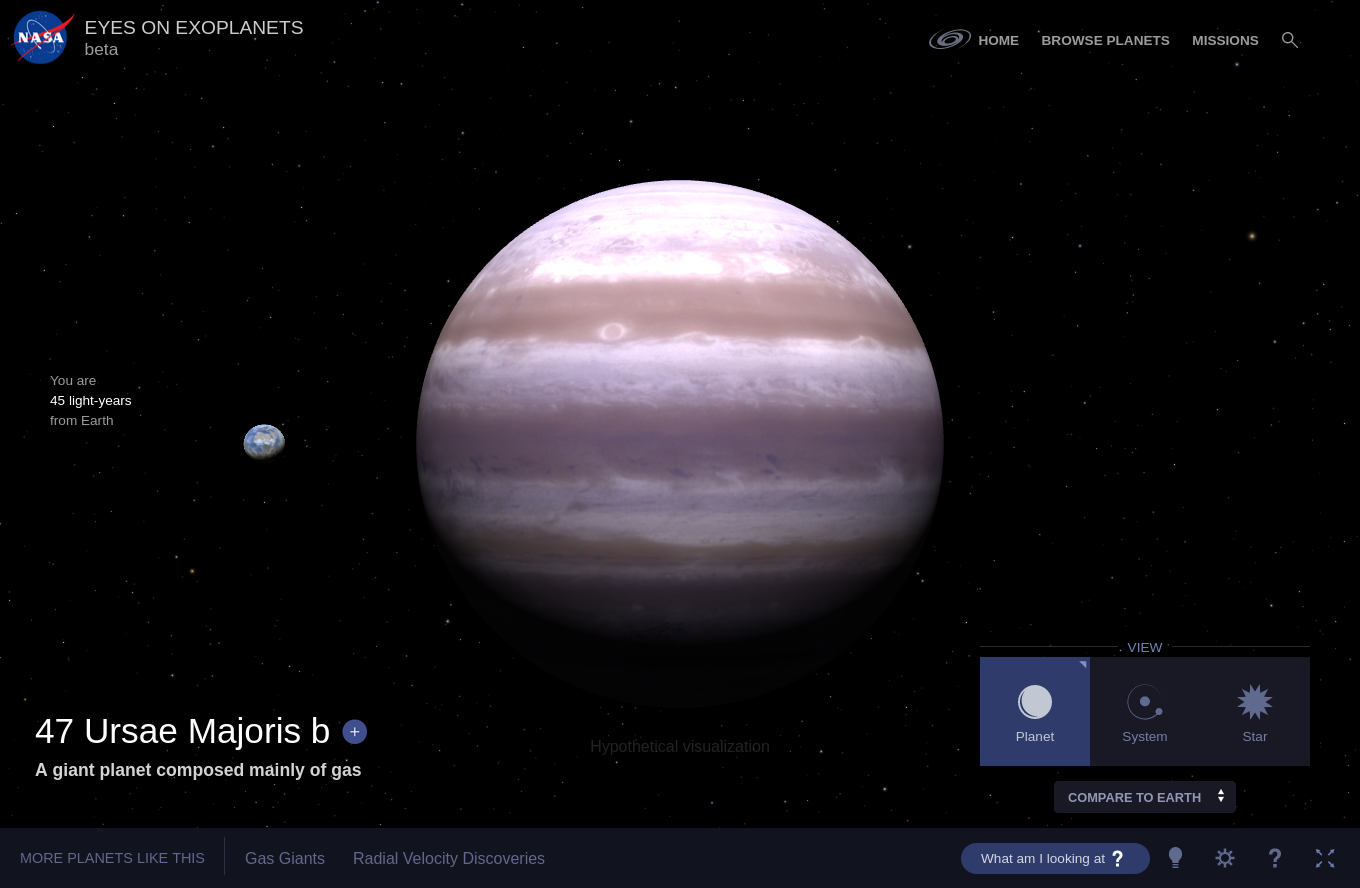 NASA
EYES ON EXOPLANETS
beta
HOME
BROWSE PLANETS
MISSIONS
You are
45 light-years
from Earth
VIEW
Planet
System
Star
47 Ursae Majoris b +
A giant planet composed mainly of gas
Hypothetical visualization
COMPARE TO EARTH
MORE PLANETS LIKE THIS
Gas Giants
Radial Velocity Discoveries
What am I looking at ?
?